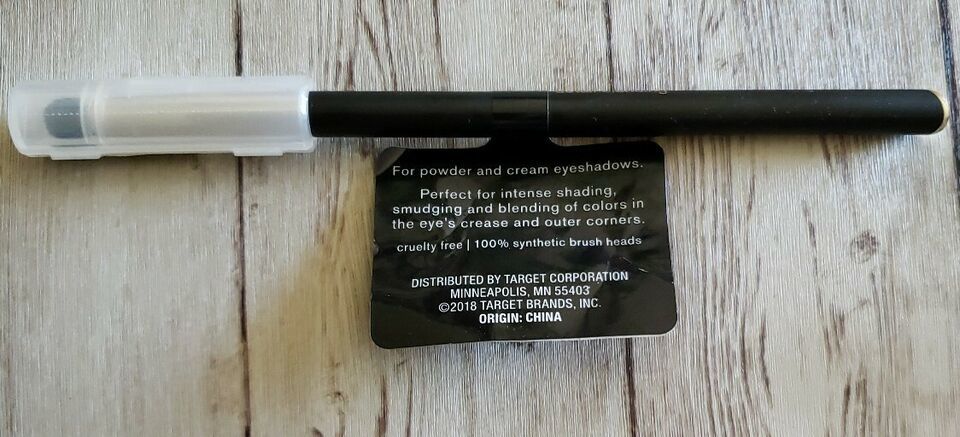 For powder and cream eyeshadows.
Perfect for intense shading,
smudging and blending of colors in
the eye's crease and outer corners.
cruelty free | 100% synthetic brush heads
DISTRIBUTED BY TARGET CORPORATION
MINNEAPOLIS, MN 55403
©2018 TARGET BRANDS, INC.
ORIGIN: CHINA